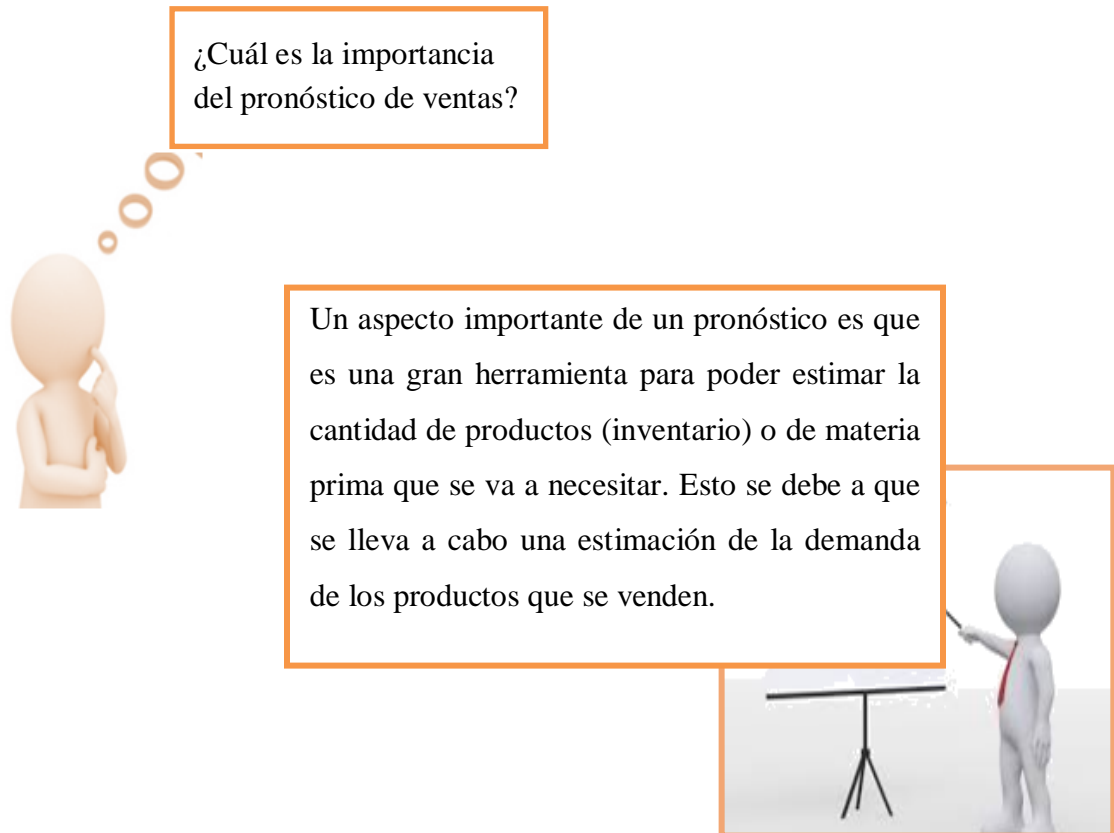 ¿Cuál es la importancia
del pronóstico de ventas?
Un aspecto importante de un pronóstico es que
es una gran herramienta para poder estimar la
cantidad de productos (inventario) o de materia
prima que se va a necesitar. Esto se debe a que
se lleva a cabo una estimación de la demanda
de los productos que se venden.